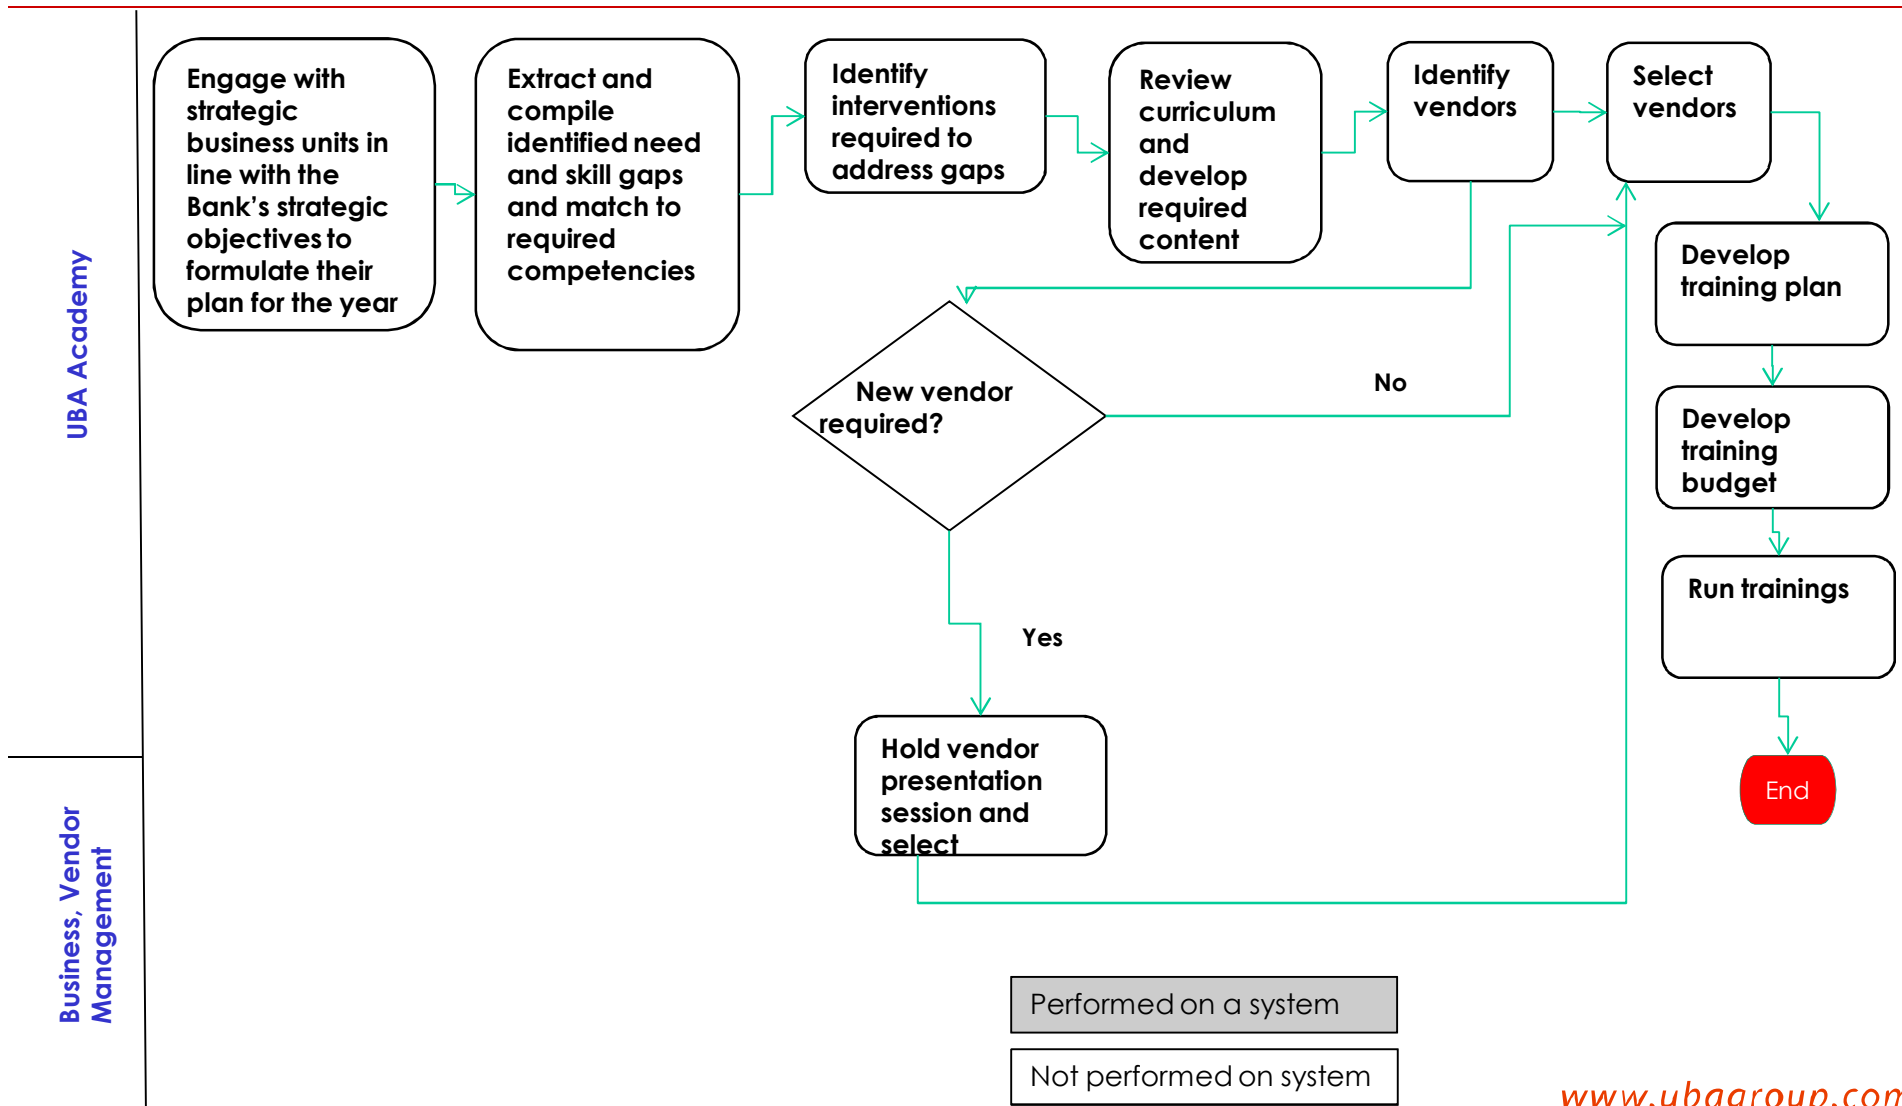 Engage with
strategic
business units in
line with the
Bank's strategic
objectives to
formulate their
plan for the year
Extract and
compile
identified need
and skill gaps
and match to
required
competencies
Identify
interventions
required to
address gaps
Review
curriculum
and
develop
required
content
Identify
vendors
Select
vendors
UBA Academy
Develop
training plan
New vendor
required?
No
Develop
training
budget
Run trainings
Yes
Hold vendor
presentation
session and
select
End
Business, Vendor
Management
Performed on a system
Not performed on system
www.ubagroup.com